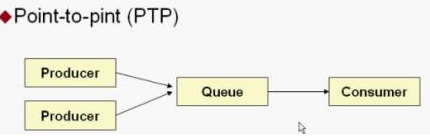 ◆Point-to-pint (PTP)
Producer
Queue
Consumer
Producer